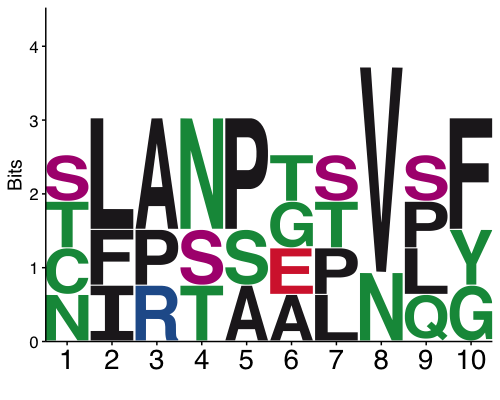 4
3
2
1
0
Bits
S L A N P T S V S F
T F P S S G T N P Y
C I R T A E P L G
N A L Q
1 2 3 4 5 6 7 8 9 10